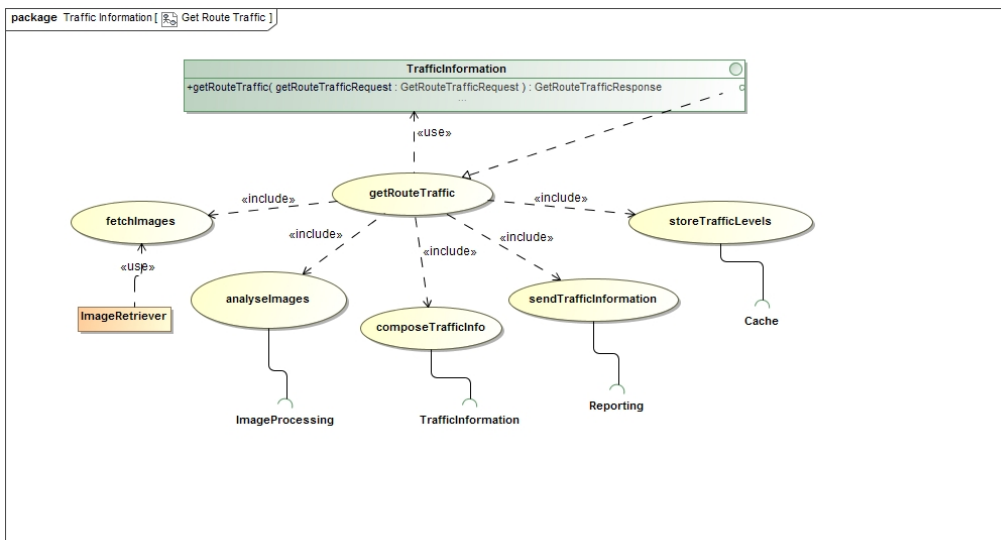 package Traffic Information [ Get Route Traffic ]
TrafficInformation
+getRouteTraffic( getRouteTrafficRequest : GetRouteTrafficRequest ) : GetRouteTrafficResponse
...
«use»
getRouteTraffic
«include»
«include»
fetchImages
storeTrafficLevels
«include»
«include»
«include»
«use»
analyseImages
sendTrafficInformation
ImageRetriever
composeTrafficInfo
Cache
Reporting
ImageProcessing
TrafficInformation